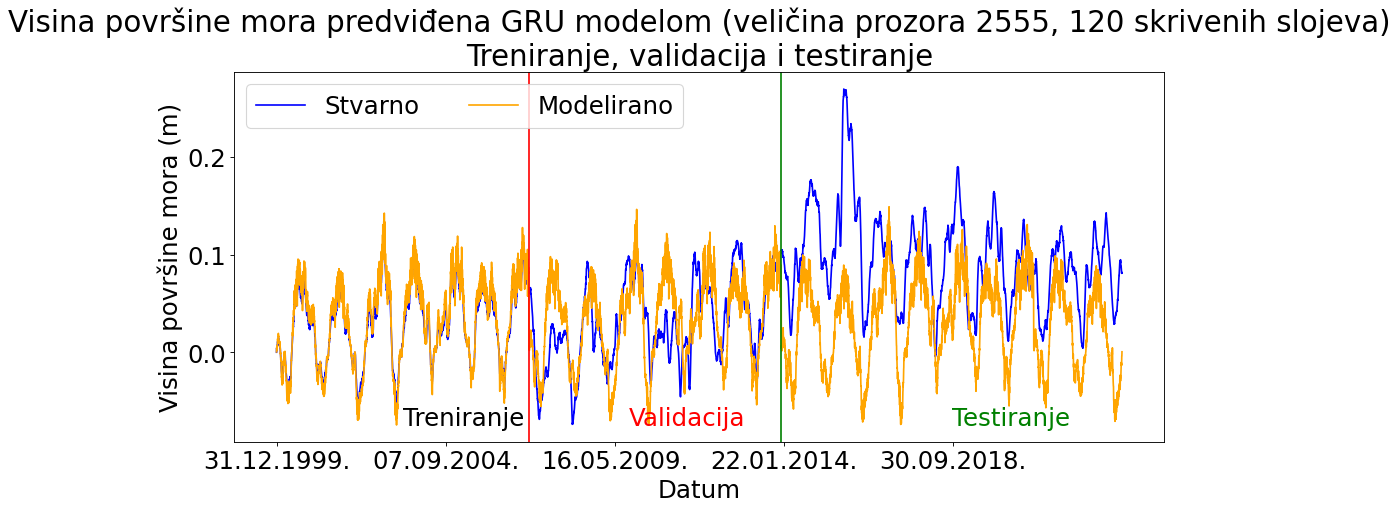 Visina površine mora predviđena GRU modelom (veličina prozora 2555, 120 skrivenih slojeva)
Treniranje, validacija i testiranje
Stvarno Modelirano
Visina površine mora (m)
0.2
0.1
0.0
Treniranje Validacija Testiranje
31.12.1999. 07.09.2004. 16.05.2009. 22.01.2014. 30.09.2018.
Datum